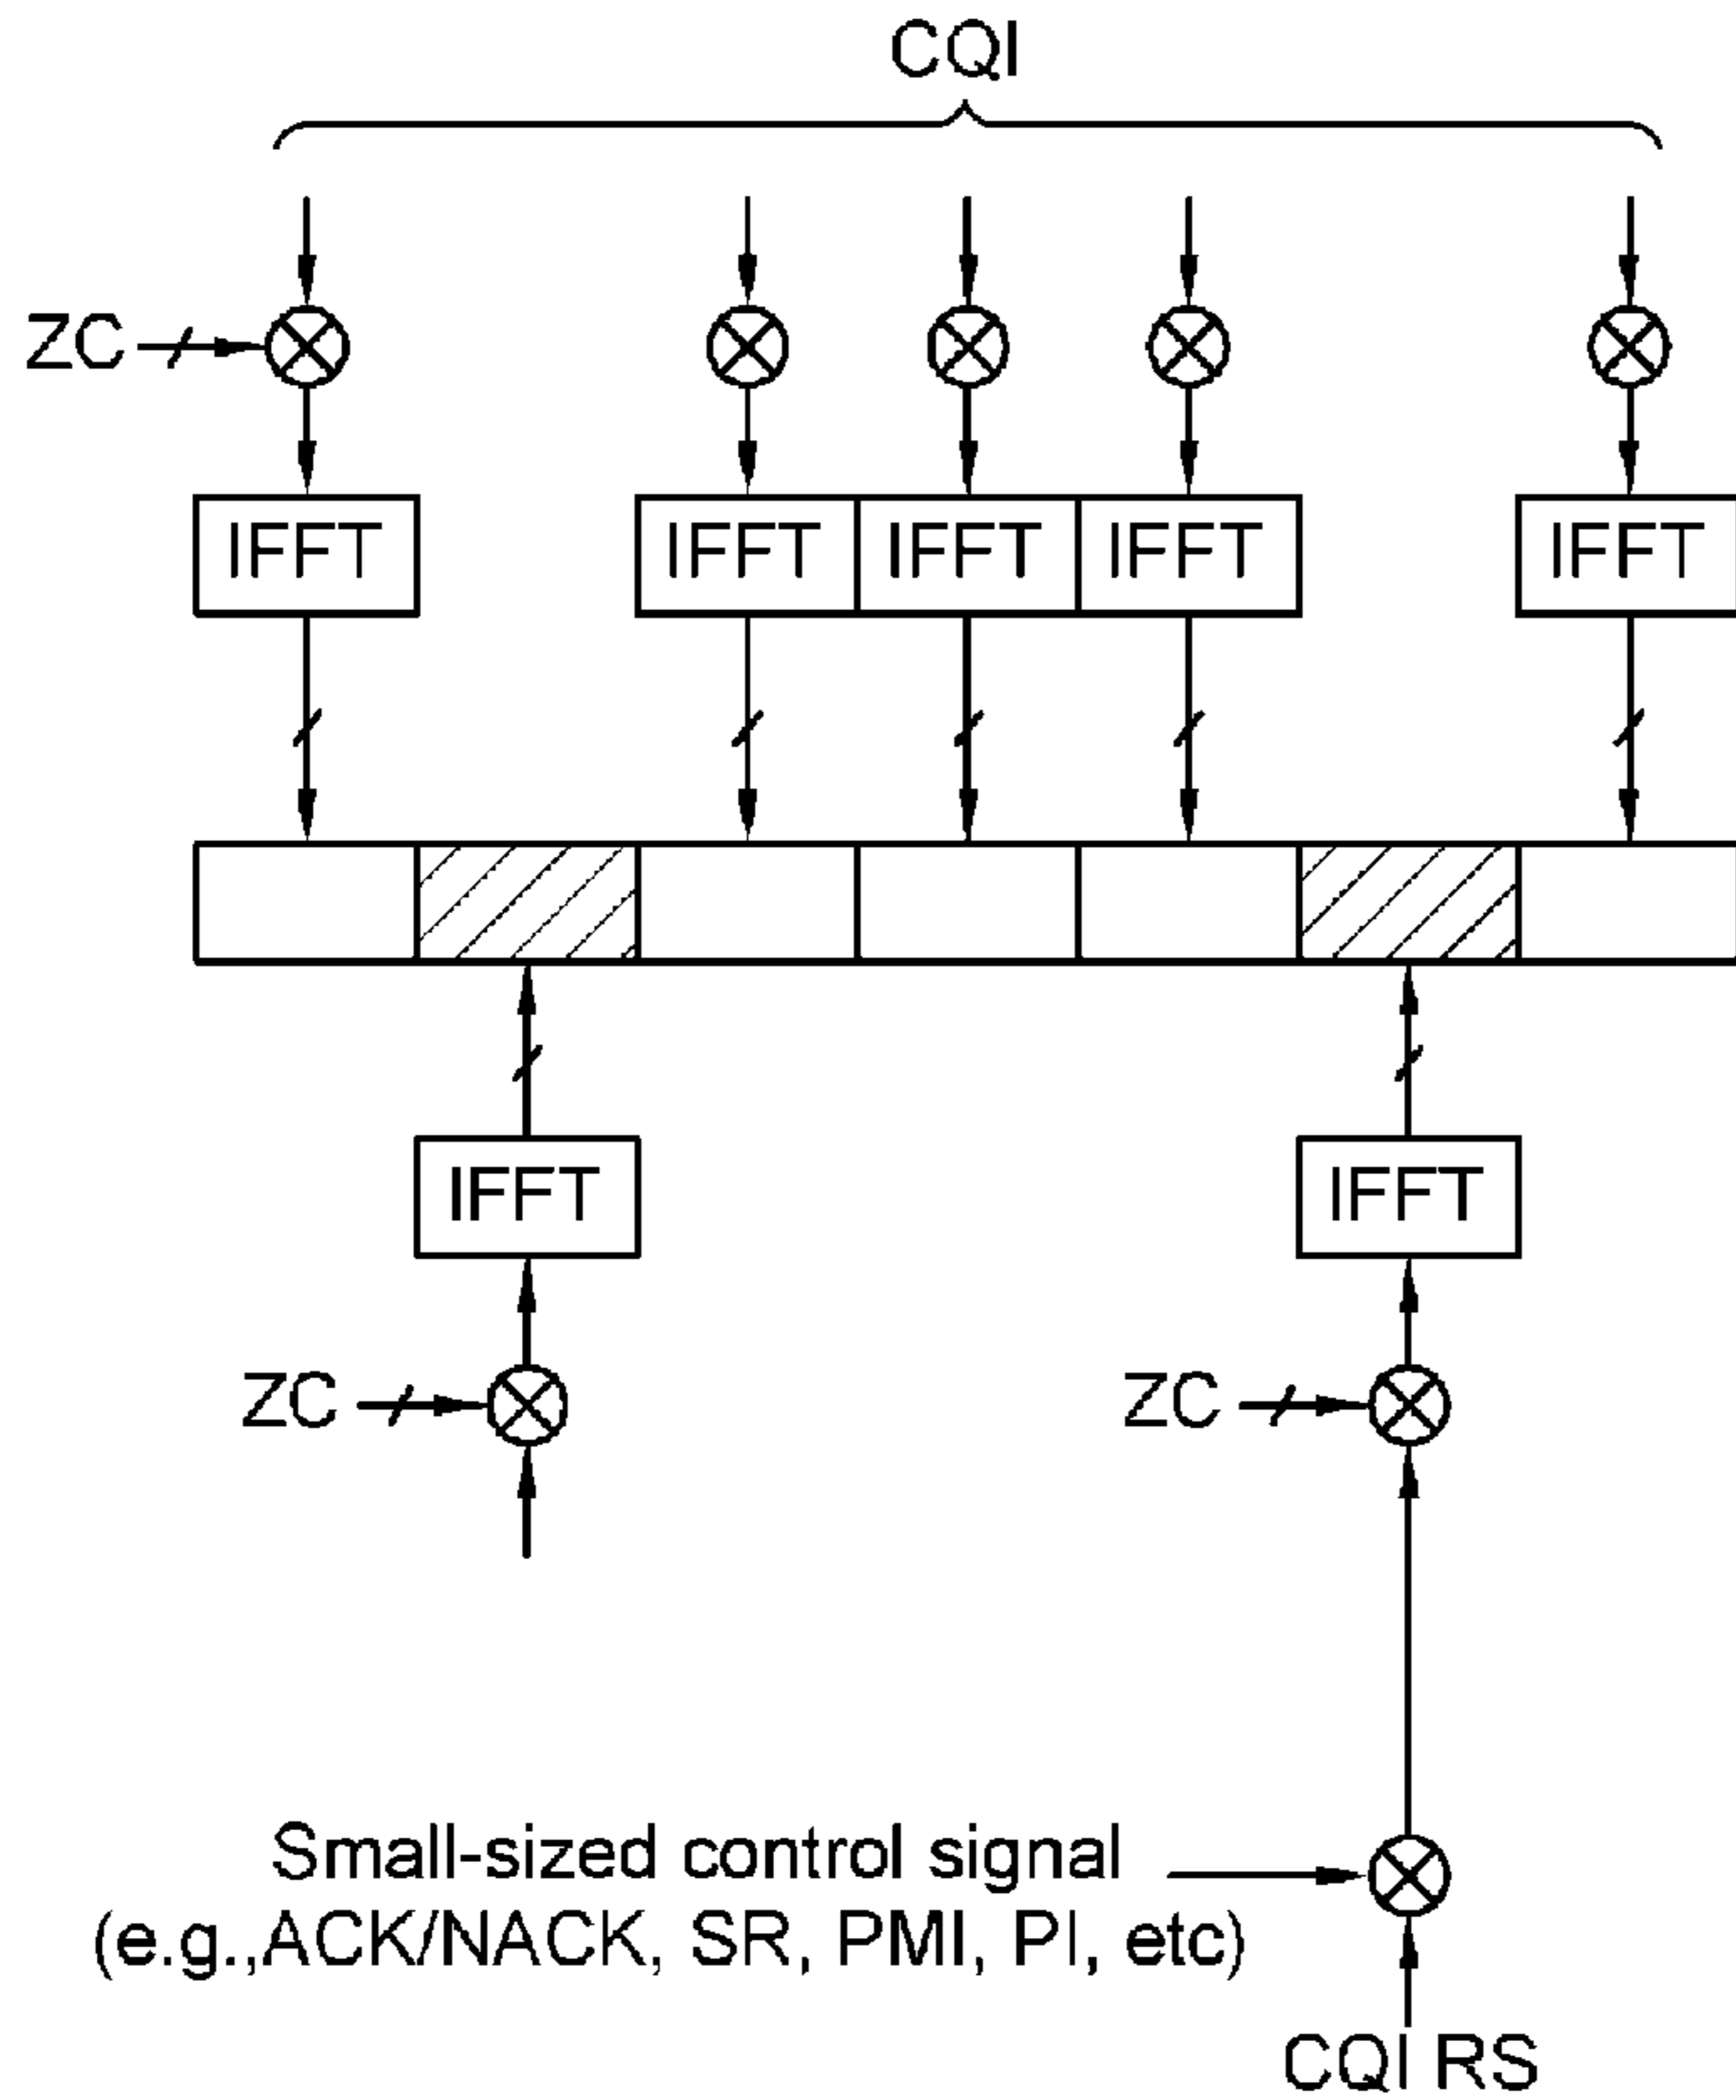 CQI
ZC
IFFT IFFT IFFT IFFT IFFT
IFFT IFFT
ZC ZC
Small-sized control signal
(e.g.,ACK/NACK, SR, PMI, PI, etc)
CQI RS